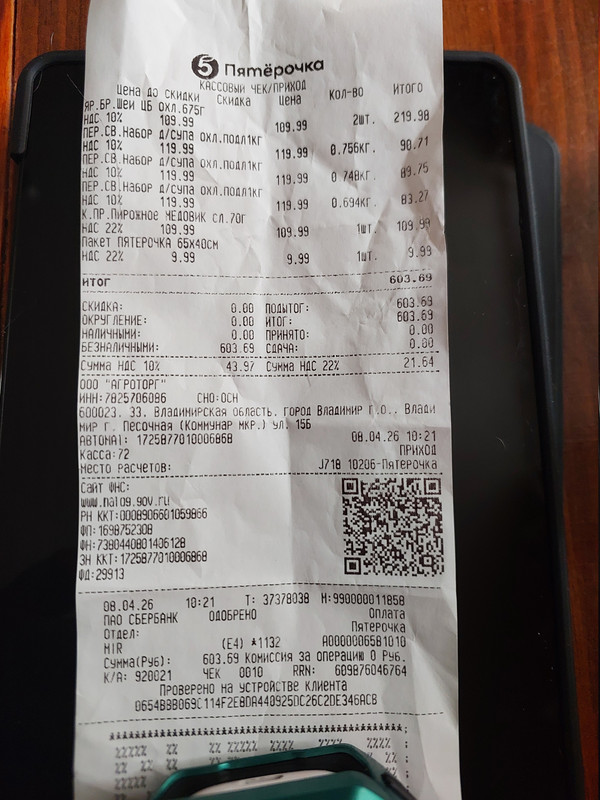 5 Пятёрочка
КАССОВЫЙ ЧЕК/ПРИХОД
Цена до скидки Скидка Цена Кол-во Итого
ЯР.БР.Шеи ЦБ охл.675г
НДС 10% 109.99 109.99 2шт. 219.98
ПЕР.СВ.Набор д/супа охл.подл1кг
НДС 10% 119.99 119.99 0.756кг. 90.71
ПЕР.СВ.Набор д/супа охл.подл1кг
НДС 10% 119.99 119.99 0.748кг. 89.75
ПЕР.СВ.Набор д/супа охл.подл1кг
НДС 10% 119.99 119.99 0.694кг. 83.27
К.ПР.Пирожное МЕДОВИК сл.70г
НДС 22% 109.99 109.99 1шт. 109.99
Пакет ПЯТЕРОЧКА 65х40см
НДС 22% 9.99 9.99 1шт. 9.99
ИТОГ 603.69
СКИДКА: 0.00 ПОДЫТОГ: 603.69
ОКРУГЛЕНИЕ: 0.00 ИТОГ: 603.69
НАЛИЧНЫМИ: 0.00 ПРИНЯТО: 0.00
БЕЗНАЛИЧНЫМИ: 603.69 СДАЧА: 0.00
Сумма НДС 10% 43.97 Сумма НДС 22% 21.64
ООО "АГРОТОРГ"
ИНН:7825706086 СНО:ОСН
600023, 33, Владимирская область, город Владимир Г.О., Влади
мир г, Песочная (Коммунар мкр.) ул, 15Б
АВТОМАТ: 1725877010006868 08.04.26 10:21
Касса:72 ПРИХОД
Место расчетов: J718 10206-Пятерочка
Сайт ФНС:
www.nalog.gov.ru
РН ККТ:0008906601059866
ФП:1698752308
ФН:7380440801406128
ЗН ККТ:1725877010006868
ФД:29913
08.04.26 10:21 Т: 37378038 М:990000011858
ПАО СБЕРБАНК ОДОБРЕНО Оплата
Отдел: Пятерочка
MIR (E4) *1132 A0000006581010
Сумма(Руб): 603.69 Комиссия за операцию 0 Руб.
К/А: 920021 ЧЕК 0010 RRN: 609876046764
Проверено на устройстве клиента
0654B8B069C114F2E8DA440925DC26C2DE346ACB